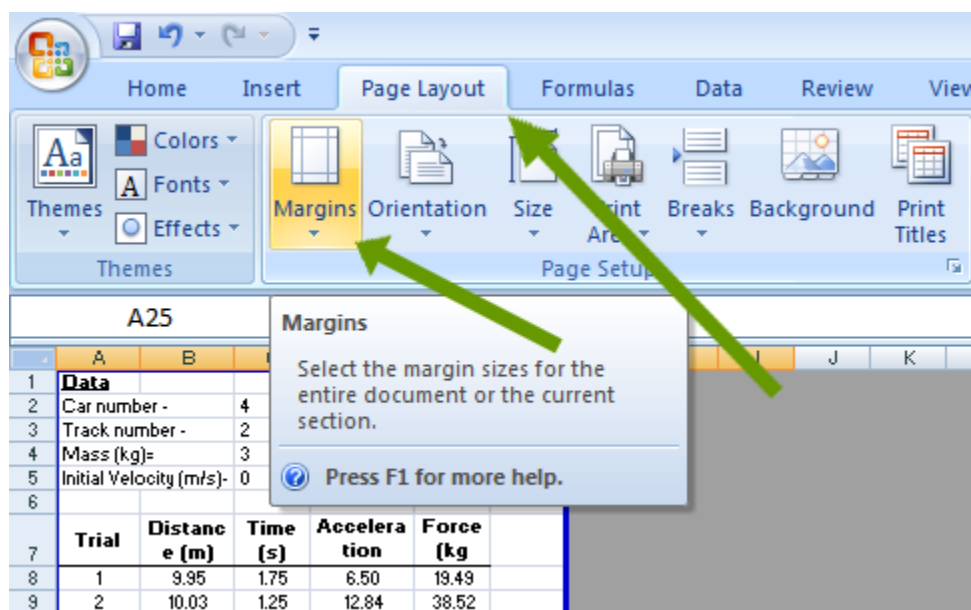 Home Insert Page Layout Formulas Data Review View
Aa Colors
A Fonts
Themes Effects Margins Orientation Size Print Area Breaks Background Print Titles
Themes Page Setup
A25
Margins
Select the margin sizes for the
entire document or the current
section.
Press F1 for more help.
A B J K
1 Data
2 Car number - 4
3 Track number - 2
4 Mass (kg)= 3
5 Initial Velocity (m/s)- 0
6
7 Trial Distanc e (m) Time (s) Accelera tion Force (kg
8 1 9.95 1.75 6.50 19.49
9 2 10.03 1.25 12.84 38.52